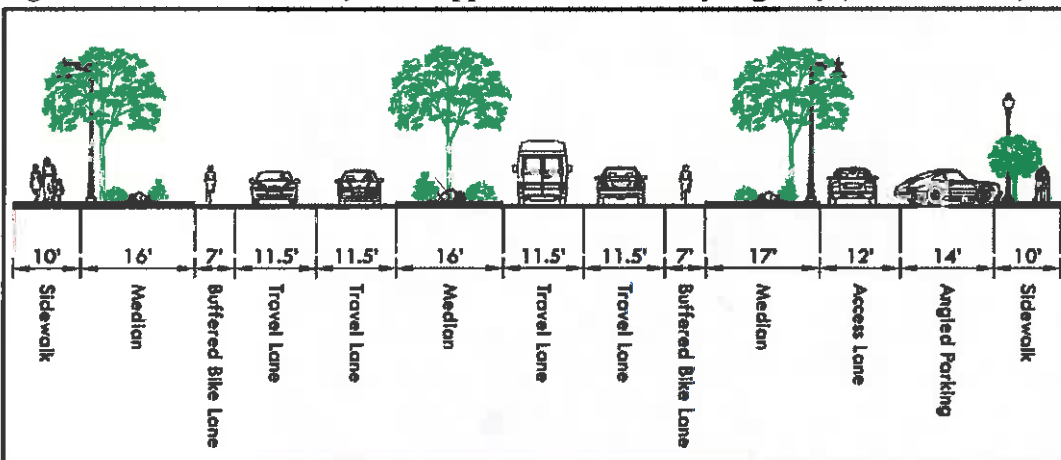 10' 16' 7' 11.5' 11.5' 16' 11.5' 11.5' 7' 17' 12' 14' 10'
Sidewalk
Median
Buffered Bike Lane
Travel Lane
Travel Lane
Median
Travel Lane
Travel Lane
Buffered Bike Lane
Median
Access Lane
Angled Parking
Sidewalk